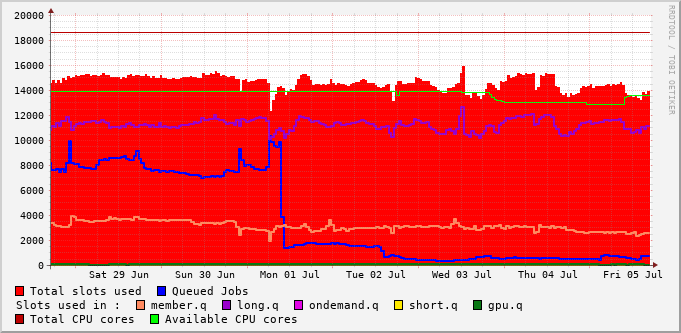 20000
18000
16000
14000
12000
10000
8000
6000
4000
2000
0
Sat 29 Jun Sun 30 Jun Mon 01 Jul Tue 02 Jul Wed 03 Jul Thu 04 Jul Fri 05 Jul
Total slots used Queued Jobs
Slots used in : member.q long.q ondemand.q short.q gpu.q
Total CPU cores Available CPU cores
RRDTOOL / TOBI OETIKER